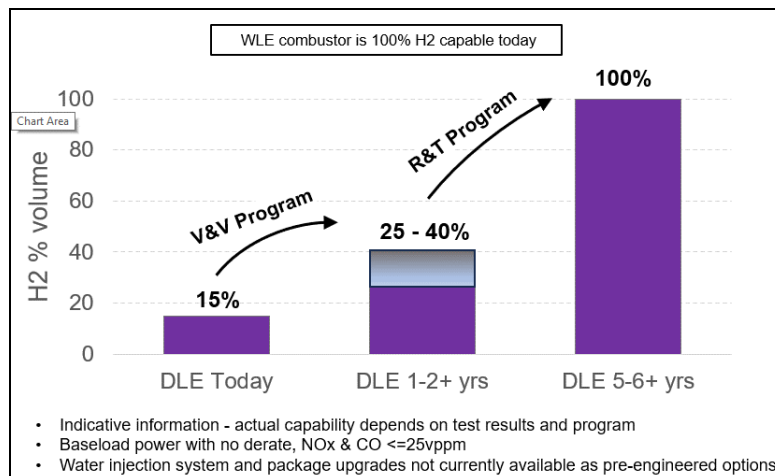 WLE combustor is 100% H2 capable today
100%
100
Chart Area
R&T Program
80
H2 % volume
60
V&V Program
25 - 40%
40
15%
20
0
DLE Today
DLE 1-2+ yrs
DLE 5-6+ yrs
• Indicative information - actual capability depends on test results and program
• Baseload power with no derate, NOx & CO <=25vppm
• Water injection system and package upgrades not currently available as pre-engineered options